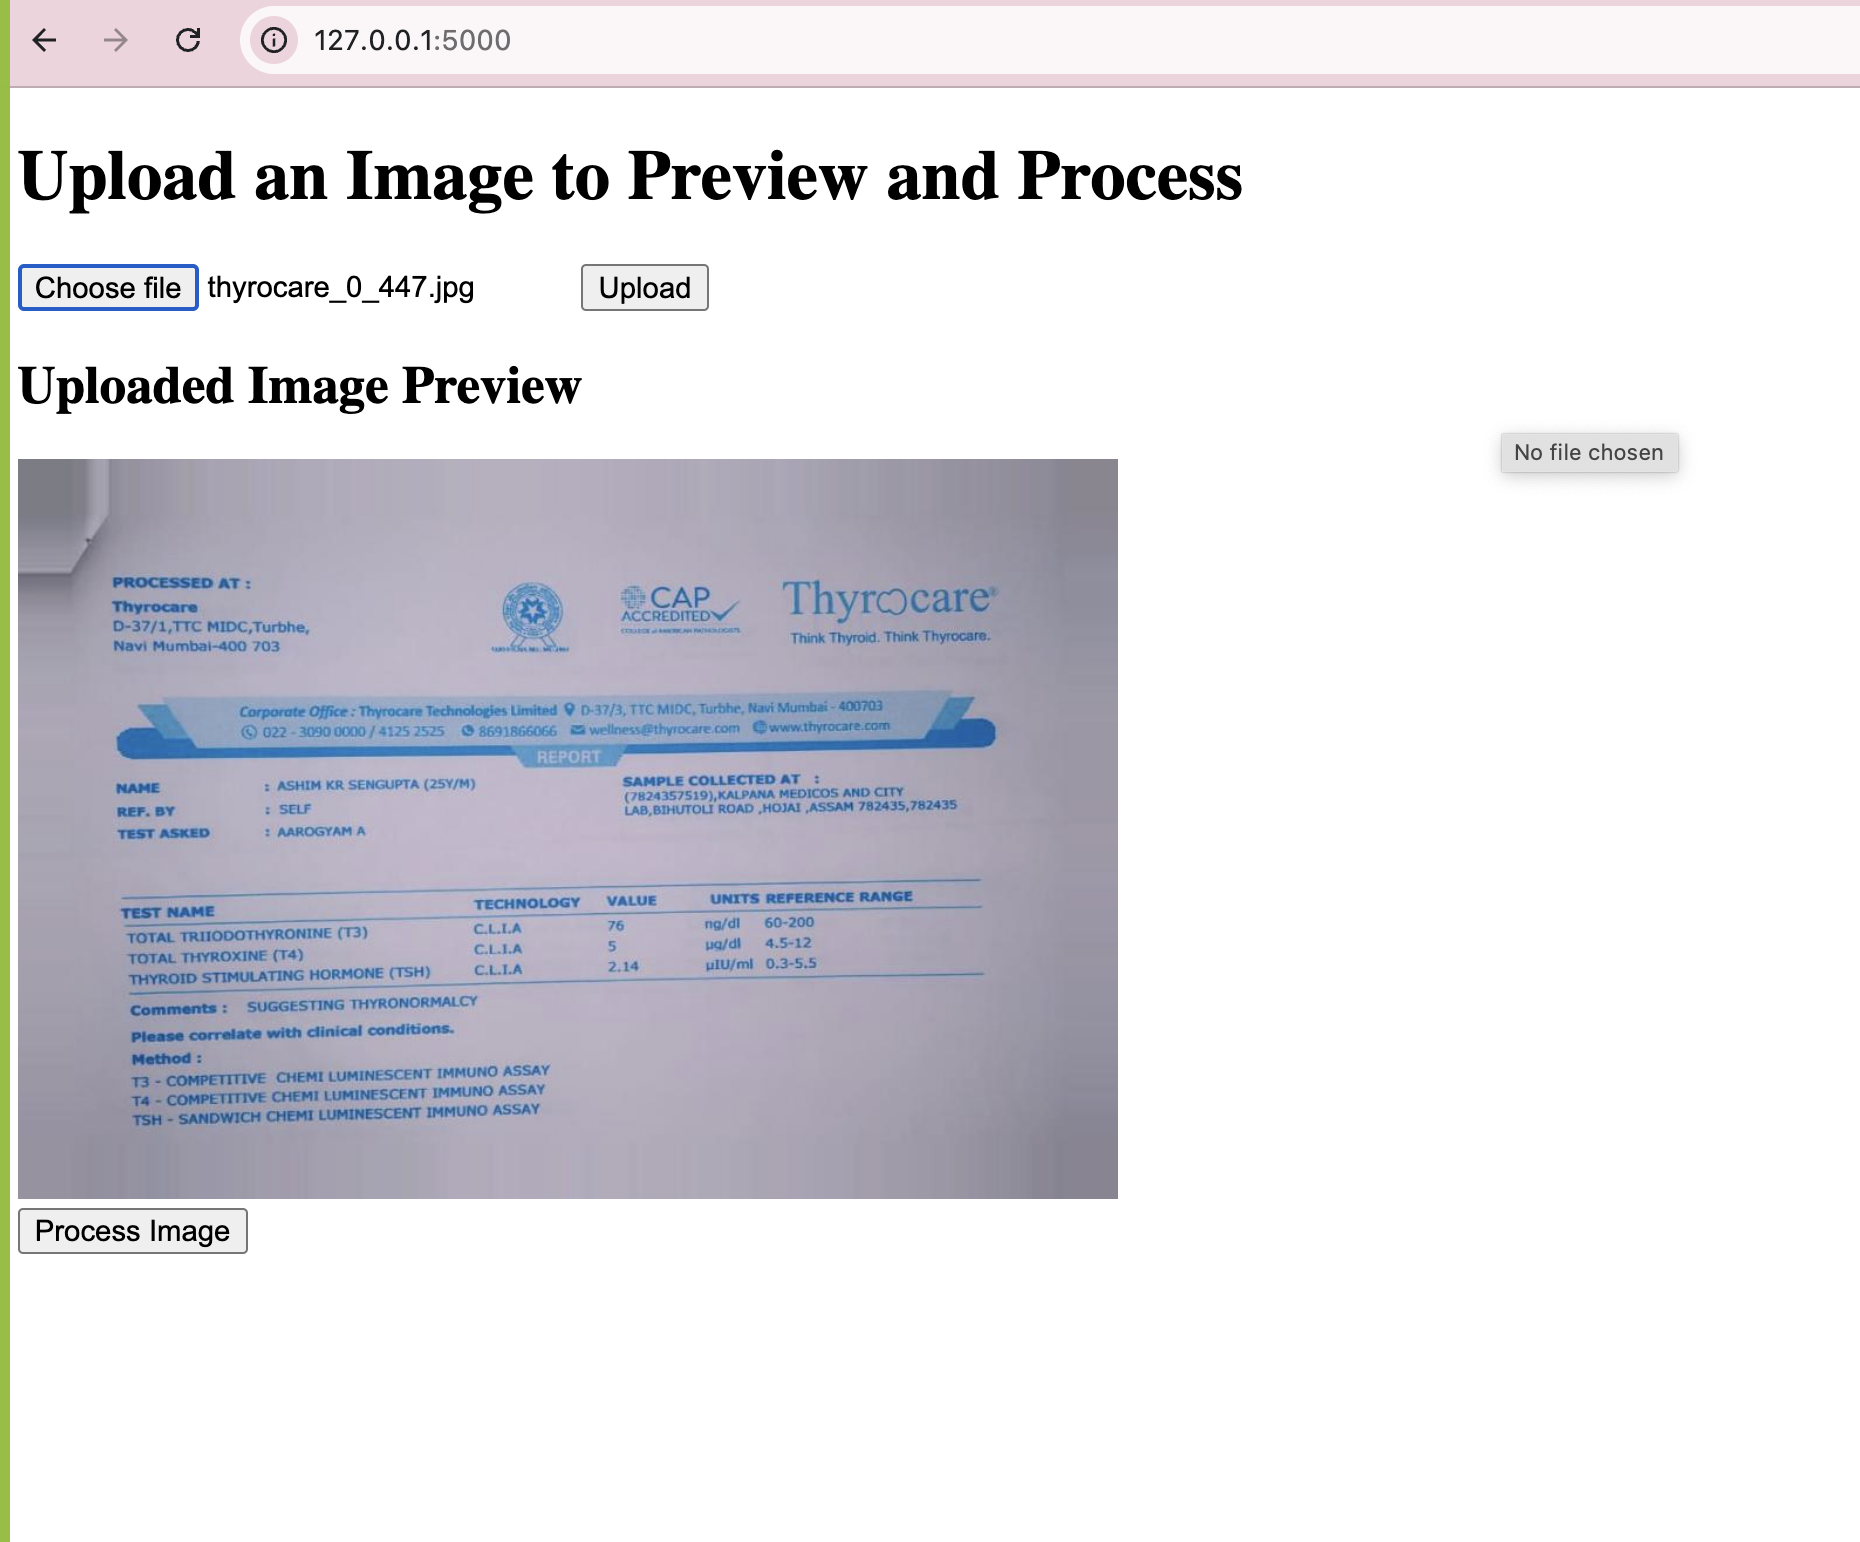 127.0.0.1:5000
Upload an Image to Preview and Process
Choose file thyrocare_0_447.jpg Upload
Uploaded Image Preview
No file chosen
PROCESSED AT :
Thyrocare
D-37/1,TTC MIDC,Turbhe,
Navi Mumbai-400 703
CAP
ACCREDITED
COLLEGE of AMERICAN PATHOLOGISTS
Thyrocare®
Think Thyroid. Think Thyrocare.
Corporate Office : Thyrocare Technologies Limited D-37/3, TTC MIDC, Turbhe, Navi Mumbai - 400703
022 - 3090 0000 / 4125 2525 8691866066 wellness@thyrocare.com www.thyrocare.com
REPORT
NAME : ASHIM KR SENGUPTA (25Y/M)
REF. BY : SELF
TEST ASKED : AAROGYAM A
SAMPLE COLLECTED AT :
(7824357519),KALPANA MEDICOS AND CITY
LAB,BIHUTOLI ROAD ,HOJAI ,ASSAM 782435,782435
TEST NAME TECHNOLOGY VALUE UNITS REFERENCE RANGE
TOTAL TRIIODOTHYRONINE (T3) C.L.I.A 76 ng/dl 60-200
TOTAL THYROXINE (T4) C.L.I.A 5 µg/dl 4.5-12
THYROID STIMULATING HORMONE (TSH) C.L.I.A 2.14 µIU/ml 0.3-5.5
Comments : SUGGESTING THYRONORMALCY
Please correlate with clinical conditions.
Method :
T3 - COMPETITIVE CHEMI LUMINESCENT IMMUNO ASSAY
T4 - COMPETITIVE CHEMI LUMINESCENT IMMUNO ASSAY
TSH - SANDWICH CHEMI LUMINESCENT IMMUNO ASSAY
Process Image